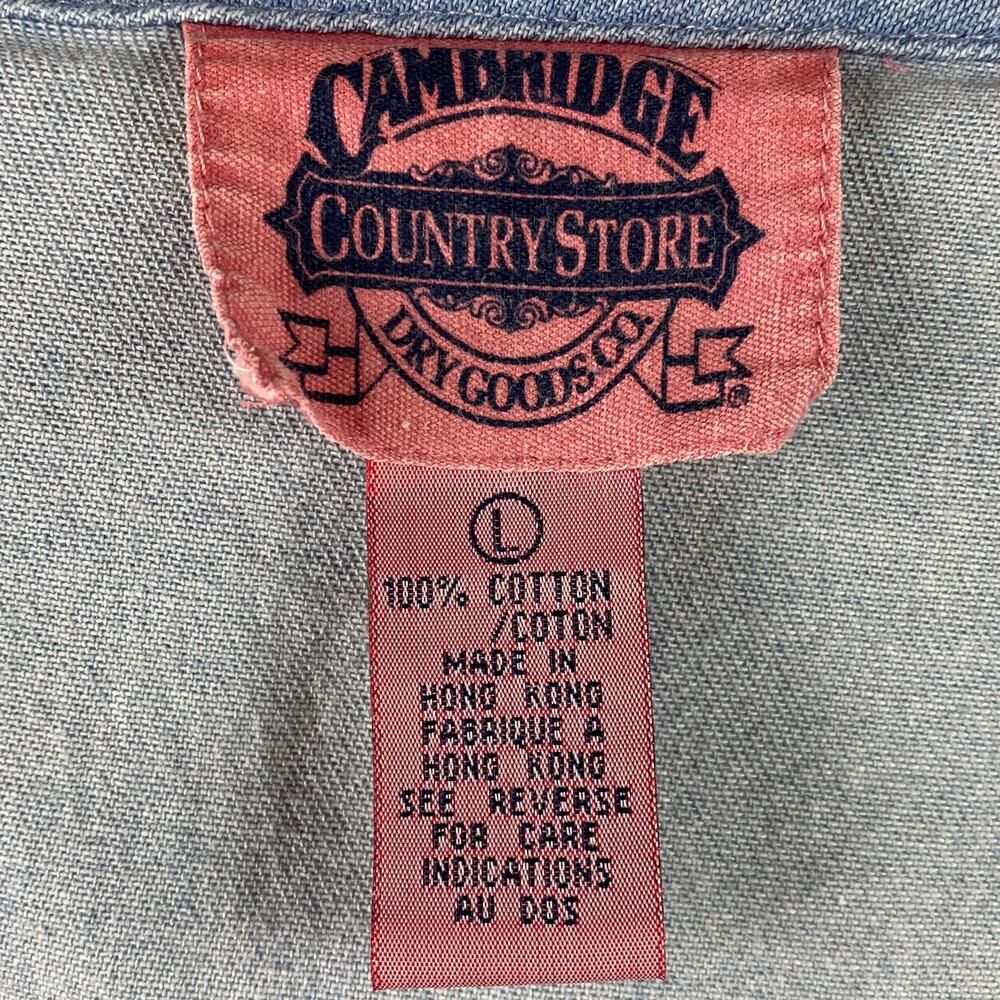 CAMBRIDGE
COUNTRY STORE
DRY GOODS CO.
®
L
100% COTTON
/COTON
MADE IN
HONG KONG
FABRIQUE A
HONG KONG
SEE REVERSE
FOR CARE
INDICATIONS
AU DOS